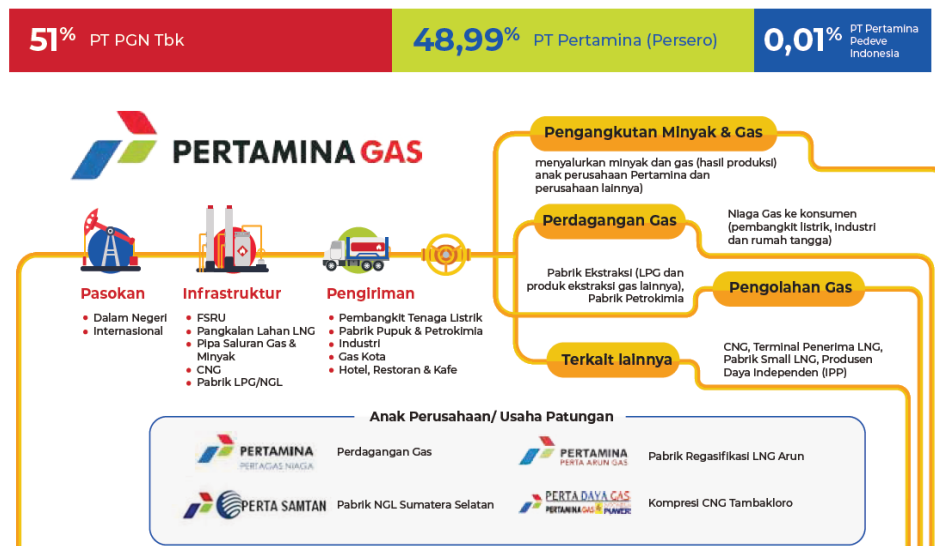 51% PT PGN Tbk
48,99% PT Pertamina (Persero)
0,01% PT Pertamina
Pedeve
Indonesia
PERTAMINA GAS
Pengangkutan Minyak & Gas
menyalurkan minyak dan gas (hasil produksi)
anak perusahaan Pertamina dan
perusahaan lainnya)
Perdagangan Gas
Niaga Gas ke konsumen
(pembangkit listrik, industri
dan rumah tangga)
Pabrik Ekstraksi (LPG dan
produk ekstraksi gas lainnya),
Pabrik Petrokimia
Pengolahan Gas
Terkait lainnya
CNG, Terminal Penerima LNG,
Pabrik Small LNG, Produsen
Daya Independen (IPP)
Pasokan
• Dalam Negeri
• Internasional
Infrastruktur
• FSRU
• Pangkalan Lahan LNG
• Pipa Saluran Gas &
Minyak
• CNG
• Pabrik LPG/NGL
Pengiriman
• Pembangkit Tenaga Listrik
• Pabrik Pupuk & Petrokimia
• Industri
• Gas Kota
• Hotel, Restoran & Kafe
Anak Perusahaan/ Usaha Patungan
PERTAMINA
PERTAGAS NIAGA
Perdagangan Gas
PERTAMINA
PERTA ARUN GAS
Pabrik Regasifikasi LNG Arun
PERTA SAMTAN
Pabrik NGL Sumatera Selatan
PERTA DAYA GAS
PERTAMINA GAS & POWER
Kompresi CNG Tambakloro